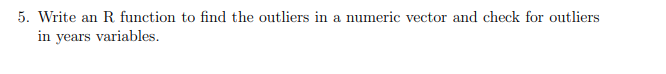 5. Write an R function to find the outliers in a numeric vector and check for outliers
in years variables.